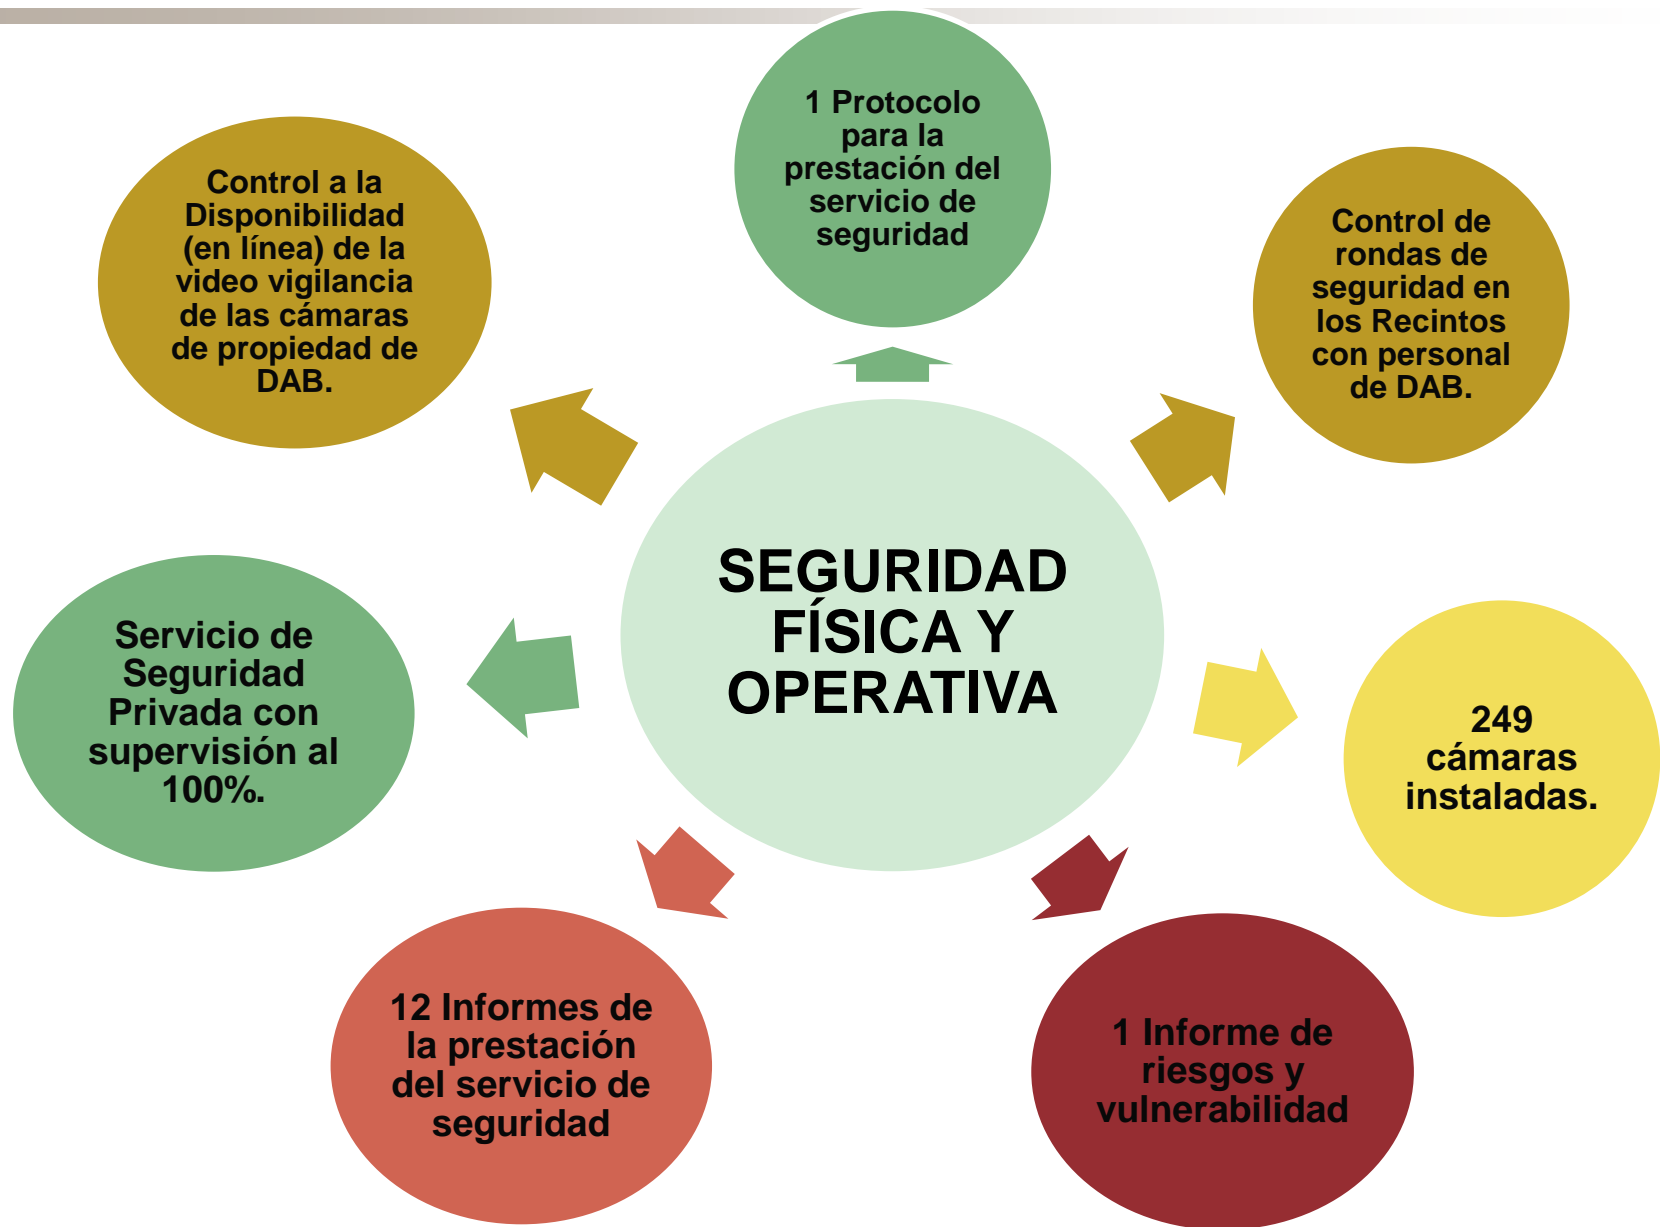 1 Protocolo
para la
prestación del
servicio de
seguridad
Control de
rondas de
seguridad en
los Recintos
con personal
de DAB.
249
cámaras
instaladas.
1 Informe de
riesgos y
vulnerabilidad
12 Informes de
la prestación
del servicio de
seguridad
Servicio de
Seguridad
Privada con
supervisión al
100%.
Control a la
Disponibilidad
(en línea) de la
video vigilancia
de las cámaras
de propiedad de
DAB.
SEGURIDAD
FÍSICA Y
OPERATIVA